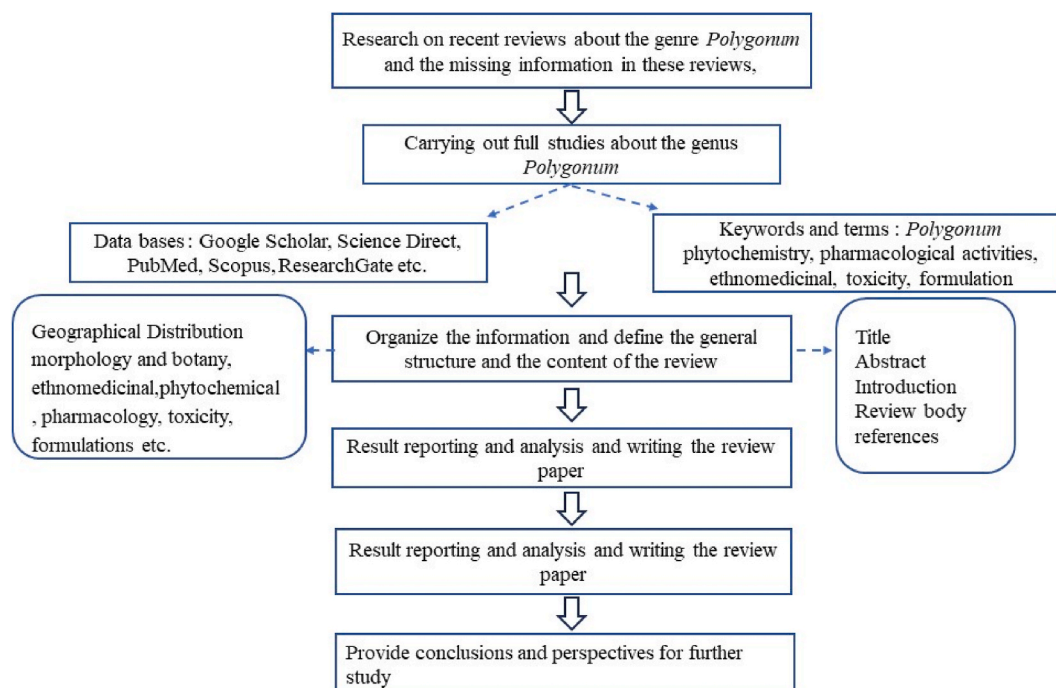 Research on recent reviews about the genre Polygonum
and the missing information in these reviews,
Carrying out full studies about the genus
Polygonum
Data bases : Google Scholar, Science Direct,
PubMed, Scopus, ResearchGate etc.
Keywords and terms : Polygonum
phytochemistry, pharmacological activities,
ethnomedicinal, toxicity, formulation
Geographical Distribution
morphology and botany,
ethnomedicinal,phytochemical
, pharmacology, toxicity,
formulations etc.
Organize the information and define the general
structure and the content of the review
Title
Abstract
Introduction
Review body
references
Result reporting and analysis and writing the review
paper
Result reporting and analysis and writing the review
paper
Provide conclusions and perspectives for further
study